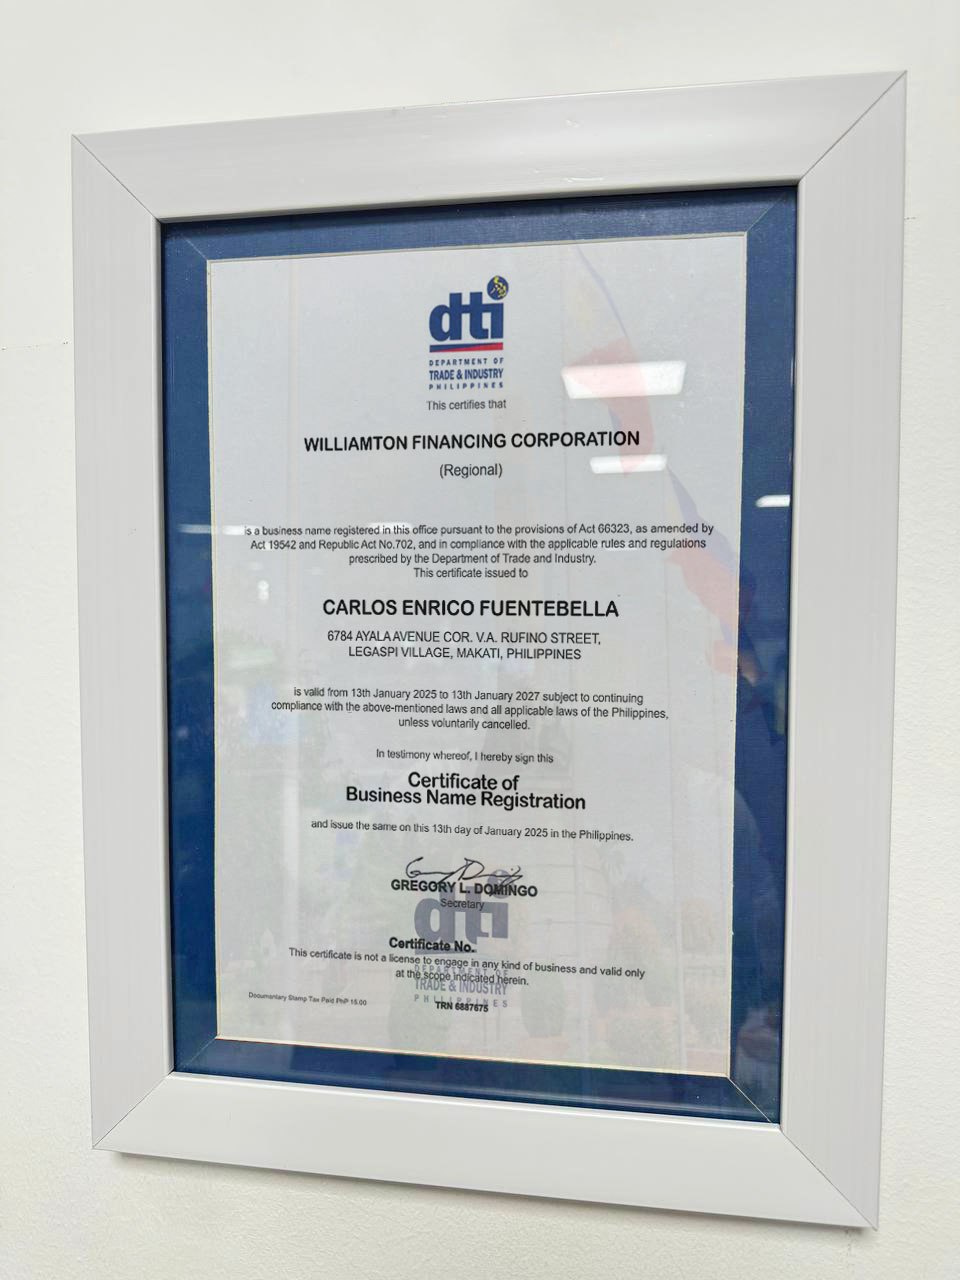 dti
DEPARTMENT OF
TRADE & INDUSTRY
PHILIPPINES
This certifies that
WILLIAMTON FINANCING CORPORATION
(Regional)
is a business name registered in this office pursuant to the provisions of Act 66323, as amended by
Act 19542 and Republic Act No.702, and in compliance with the applicable rules and regulations
prescribed by the Department of Trade and Industry.
This certificate issued to
CARLOS ENRICO FUENTEBELLA
6784 AYALA AVENUE COR. V.A. RUFINO STREET,
LEGASPI VILLAGE, MAKATI, PHILIPPINES
is valid from 13th January 2025 to 13th January 2027 subject to continuing
compliance with the above-mentioned laws and all applicable laws of the Philippines,
unless voluntarily cancelled.
In testimony whereof, I hereby sign this
Certificate of
Business Name Registration
and issue the same on this 13th day of January 2025 in the Philippines.
GREGORY L. DOMINGO
Secretary
dti
Certificate No.
This certificate is not a license to engage in any kind of business and valid only
DEPARTMENT OF
at the scope indicated herein.
TRADE & INDUSTRY
PHILIPPINES
Documentary Stamp Tax Paid PhP 15.00
TRN 6887675